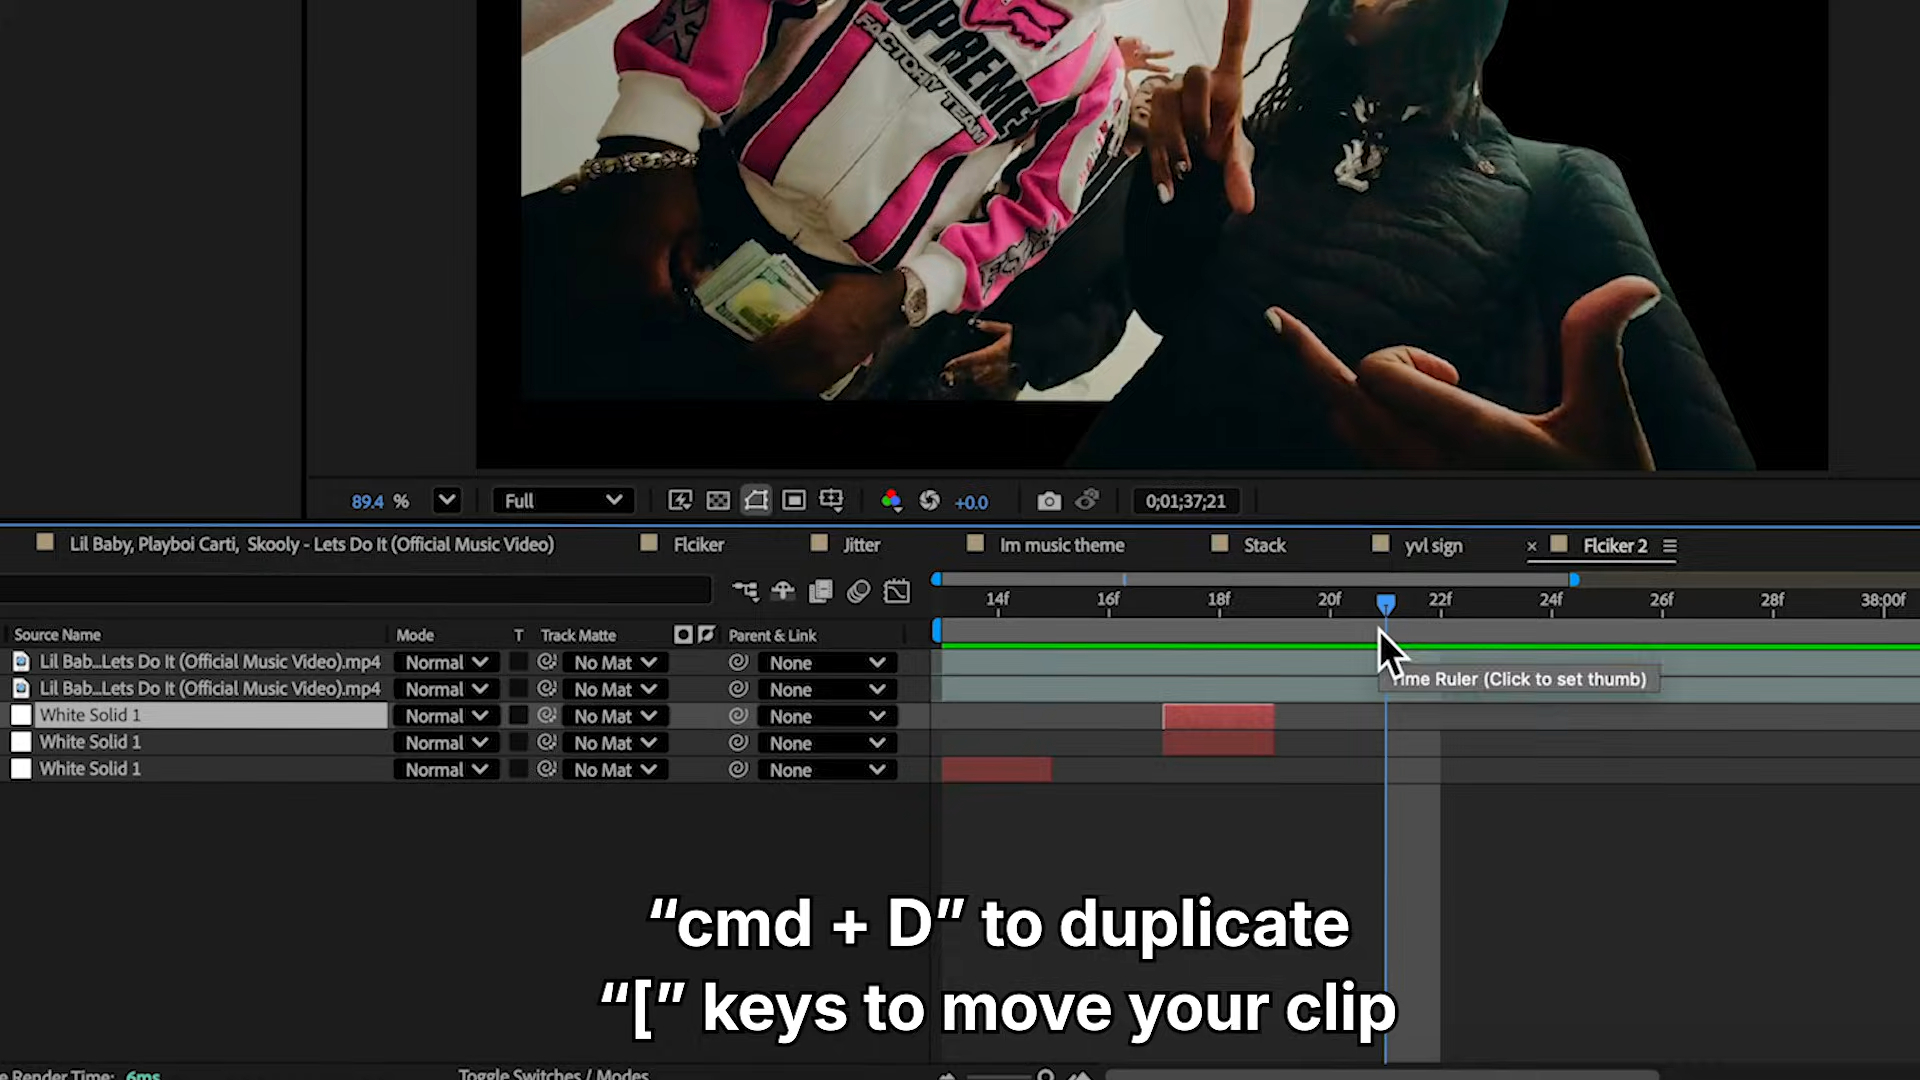 SUPREME
FACTORY TEAM
89.4 %
Full
+0.0
0;01;37;21
Lil Baby, Playboi Carti, Skooly - Lets Do It (Official Music Video)
Flciker
Jitter
Im music theme
Stack
yvl sign
× Flciker 2
14f
16f
18f
20f
22f
24f
26f
28f
38:00f
Source Name
Mode
T
Track Matte
Parent & Link
Lil Bab...Lets Do It (Official Music Video).mp4
Normal
No Mat
None
Lil Bab...Lets Do It (Official Music Video).mp4
Normal
No Mat
None
Time Ruler (Click to set thumb)
White Solid 1
Normal
No Mat
None
White Solid 1
Normal
No Mat
None
White Solid 1
Normal
No Mat
None
“cmd + D” to duplicate
“[” keys to move your clip
e Render Time: 6ms
Toggle Switches / Modes